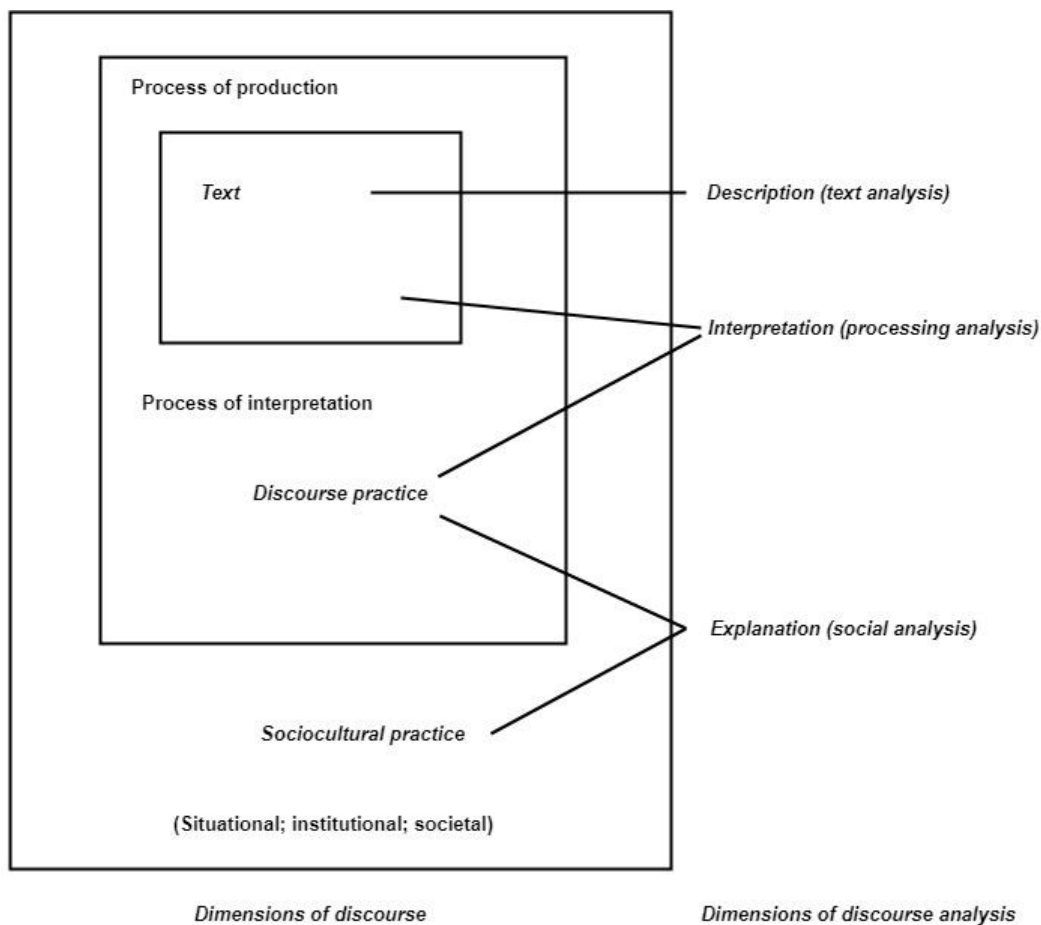 Process of production
Text
Description (text analysis)
Interpretation (processing analysis)
Process of interpretation
Discourse practice
Explanation (social analysis)
Sociocultural practice
(Situational; institutional; societal)
Dimensions of discourse
Dimensions of discourse analysis